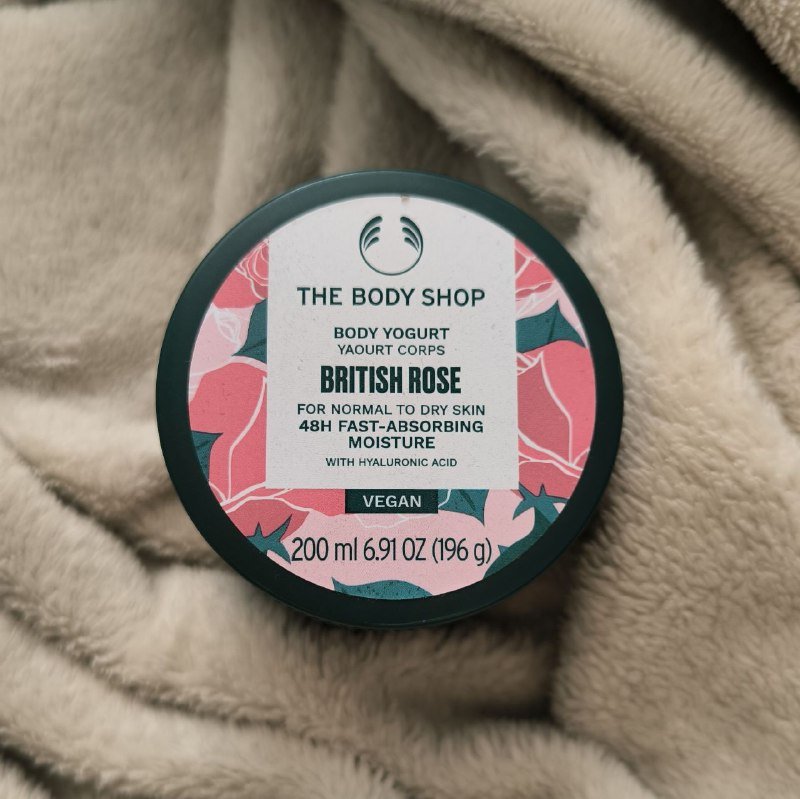 THE BODY SHOP
BODY YOGURT
YAOURT CORPS
BRITISH ROSE
FOR NORMAL TO DRY SKIN
48H FAST-ABSORBING
MOISTURE
WITH HYALURONIC ACID
VEGAN
200 ml 6.91 OZ (196 g)